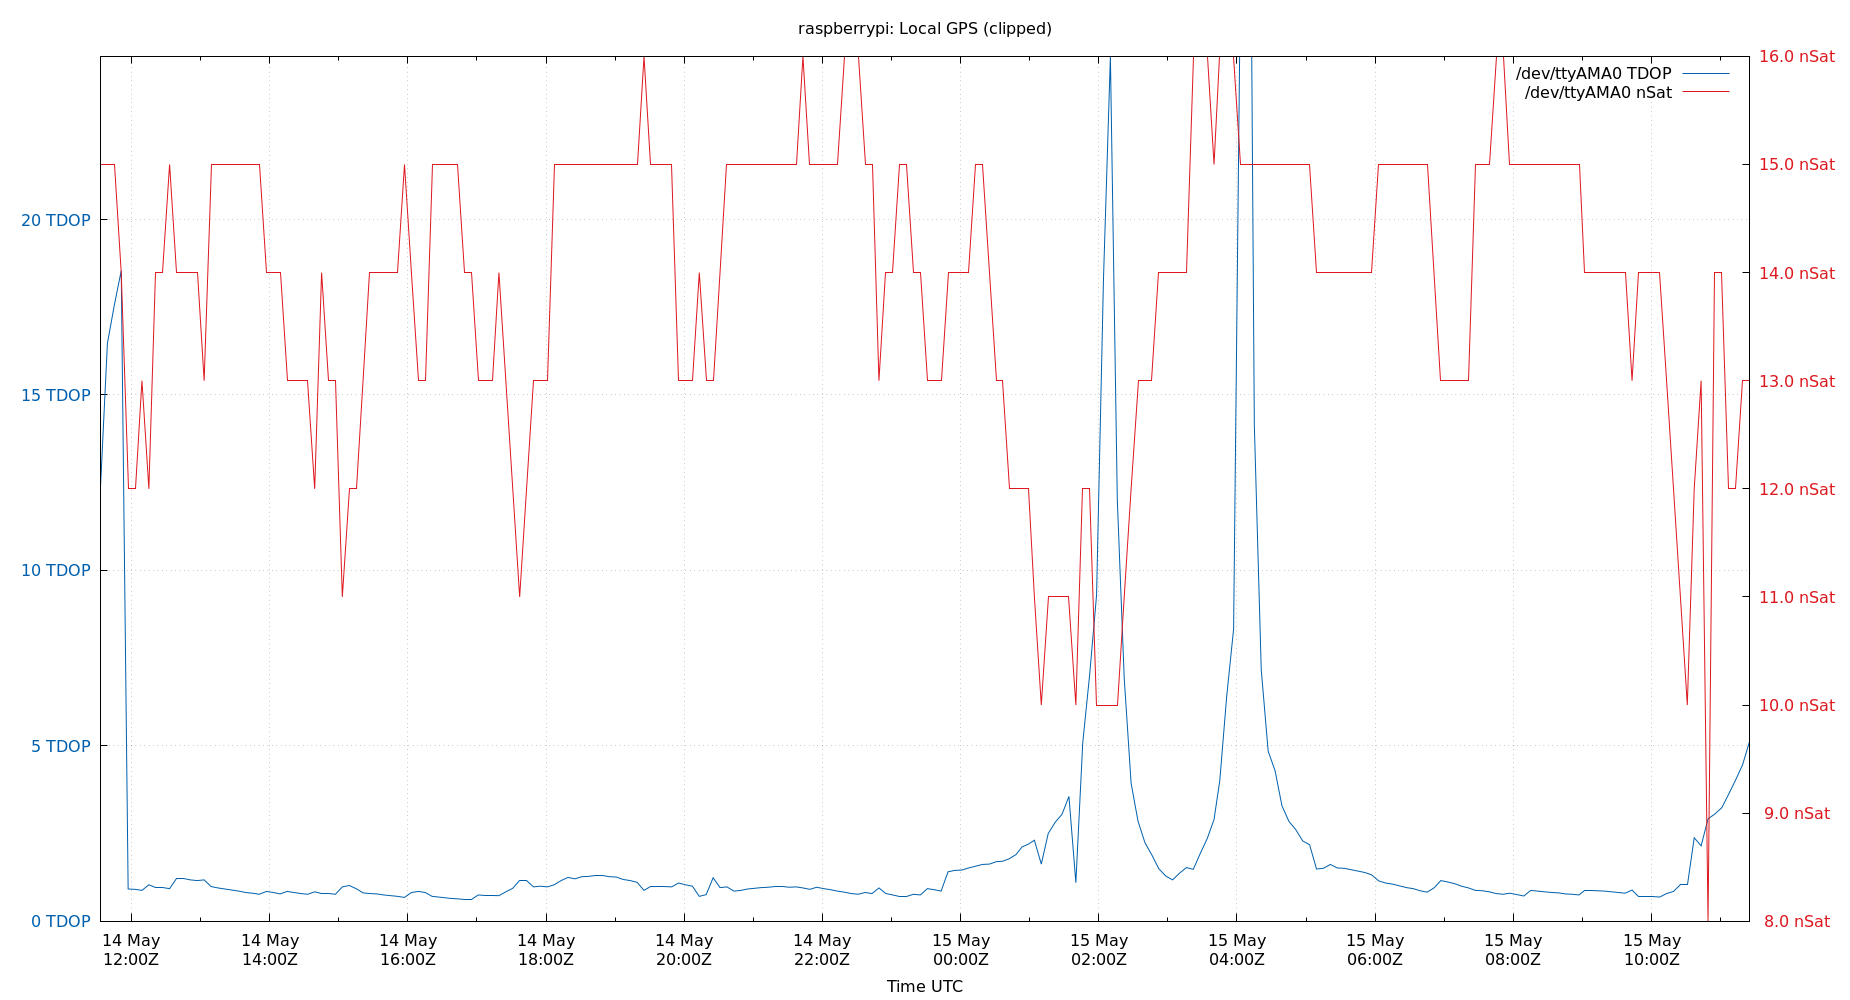 raspberrypi: Local GPS (clipped)
/dev/ttyAMA0 TDOP
/dev/ttyAMA0 nSat
20 TDOP
15 TDOP
10 TDOP
5 TDOP
0 TDOP
16.0 nSat
15.0 nSat
14.0 nSat
13.0 nSat
12.0 nSat
11.0 nSat
10.0 nSat
9.0 nSat
8.0 nSat
14 May
12:00Z
14 May
14:00Z
14 May
16:00Z
14 May
18:00Z
14 May
20:00Z
14 May
22:00Z
15 May
00:00Z
15 May
02:00Z
15 May
04:00Z
15 May
06:00Z
15 May
08:00Z
15 May
10:00Z
Time UTC